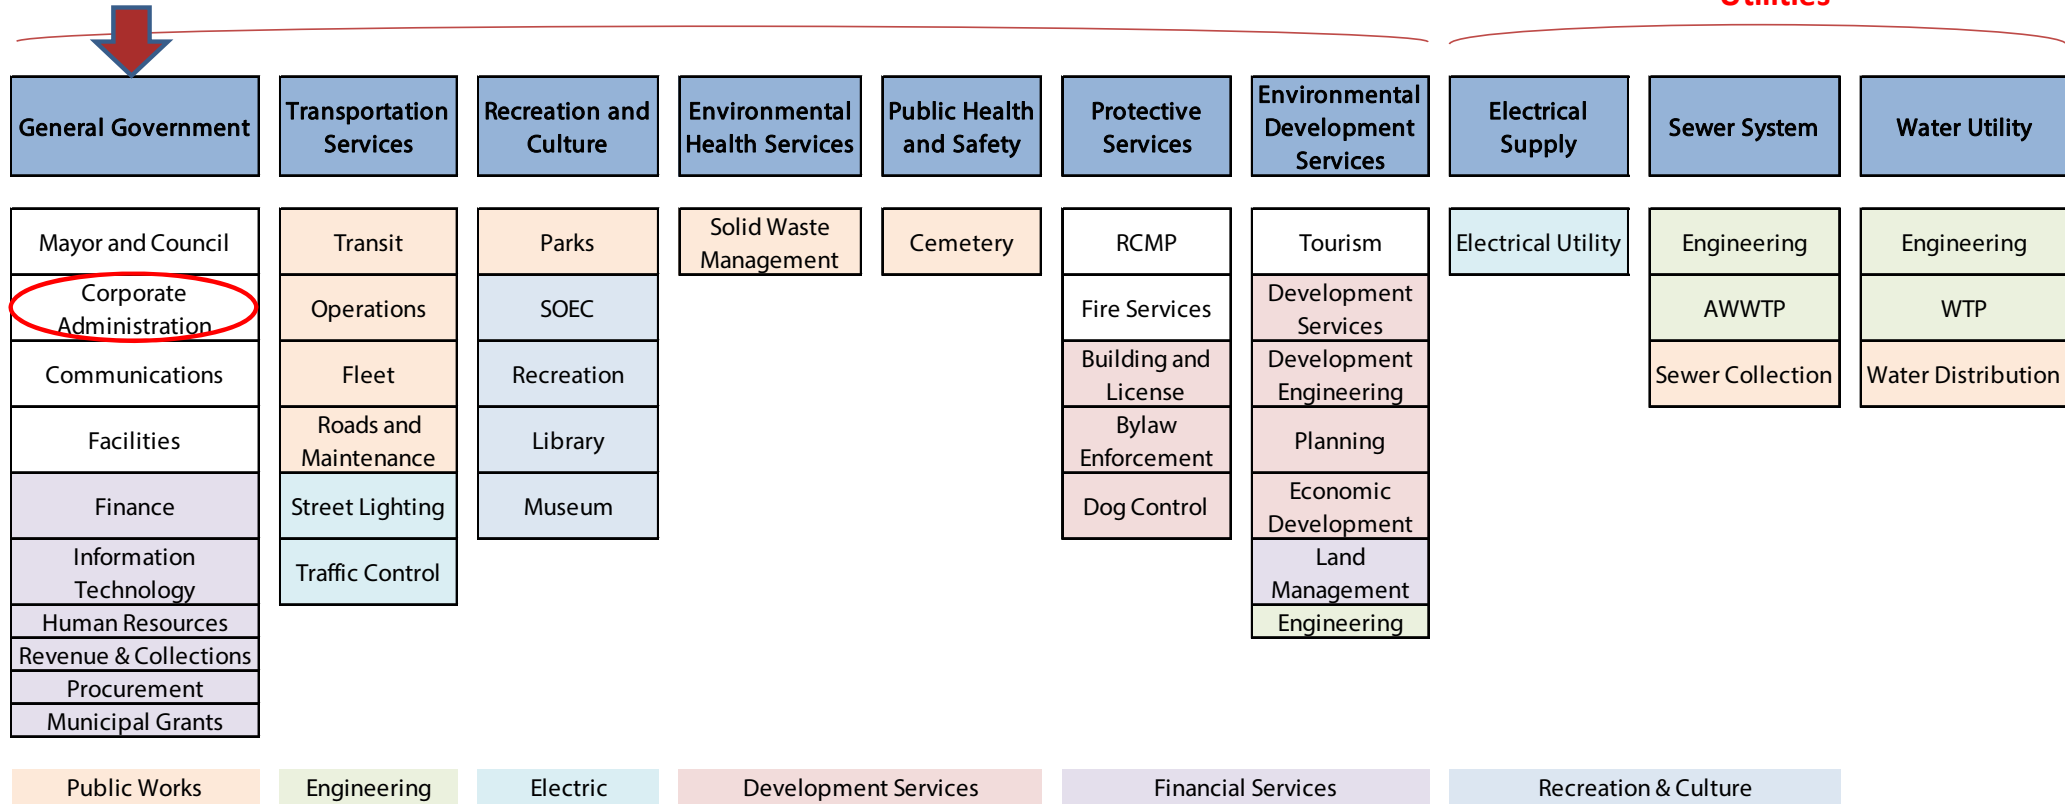 Utilities
General Government
Transportation
Services
Recreation and
Culture
Environmental
Health Services
Public Health
and Safety
Protective
Services
Environmental
Development
Services
Electrical
Supply
Sewer System
Water Utility
Mayor and Council
Corporate
Administration
Communications
Facilities
Finance
Information
Technology
Human Resources
Revenue & Collections
Procurement
Municipal Grants
Transit
Operations
Fleet
Roads and
Maintenance
Street Lighting
Traffic Control
Parks
SOEC
Recreation
Library
Museum
Solid Waste
Management
Cemetery
RCMP
Fire Services
Building and
License
Bylaw
Enforcement
Dog Control
Tourism
Development
Services
Development
Engineering
Planning
Economic
Development
Land
Management
Engineering
Electrical Utility
Engineering
AWWTP
Sewer Collection
Engineering
WTP
Water Distribution
Public Works
Engineering
Electric
Development Services
Financial Services
Recreation & Culture